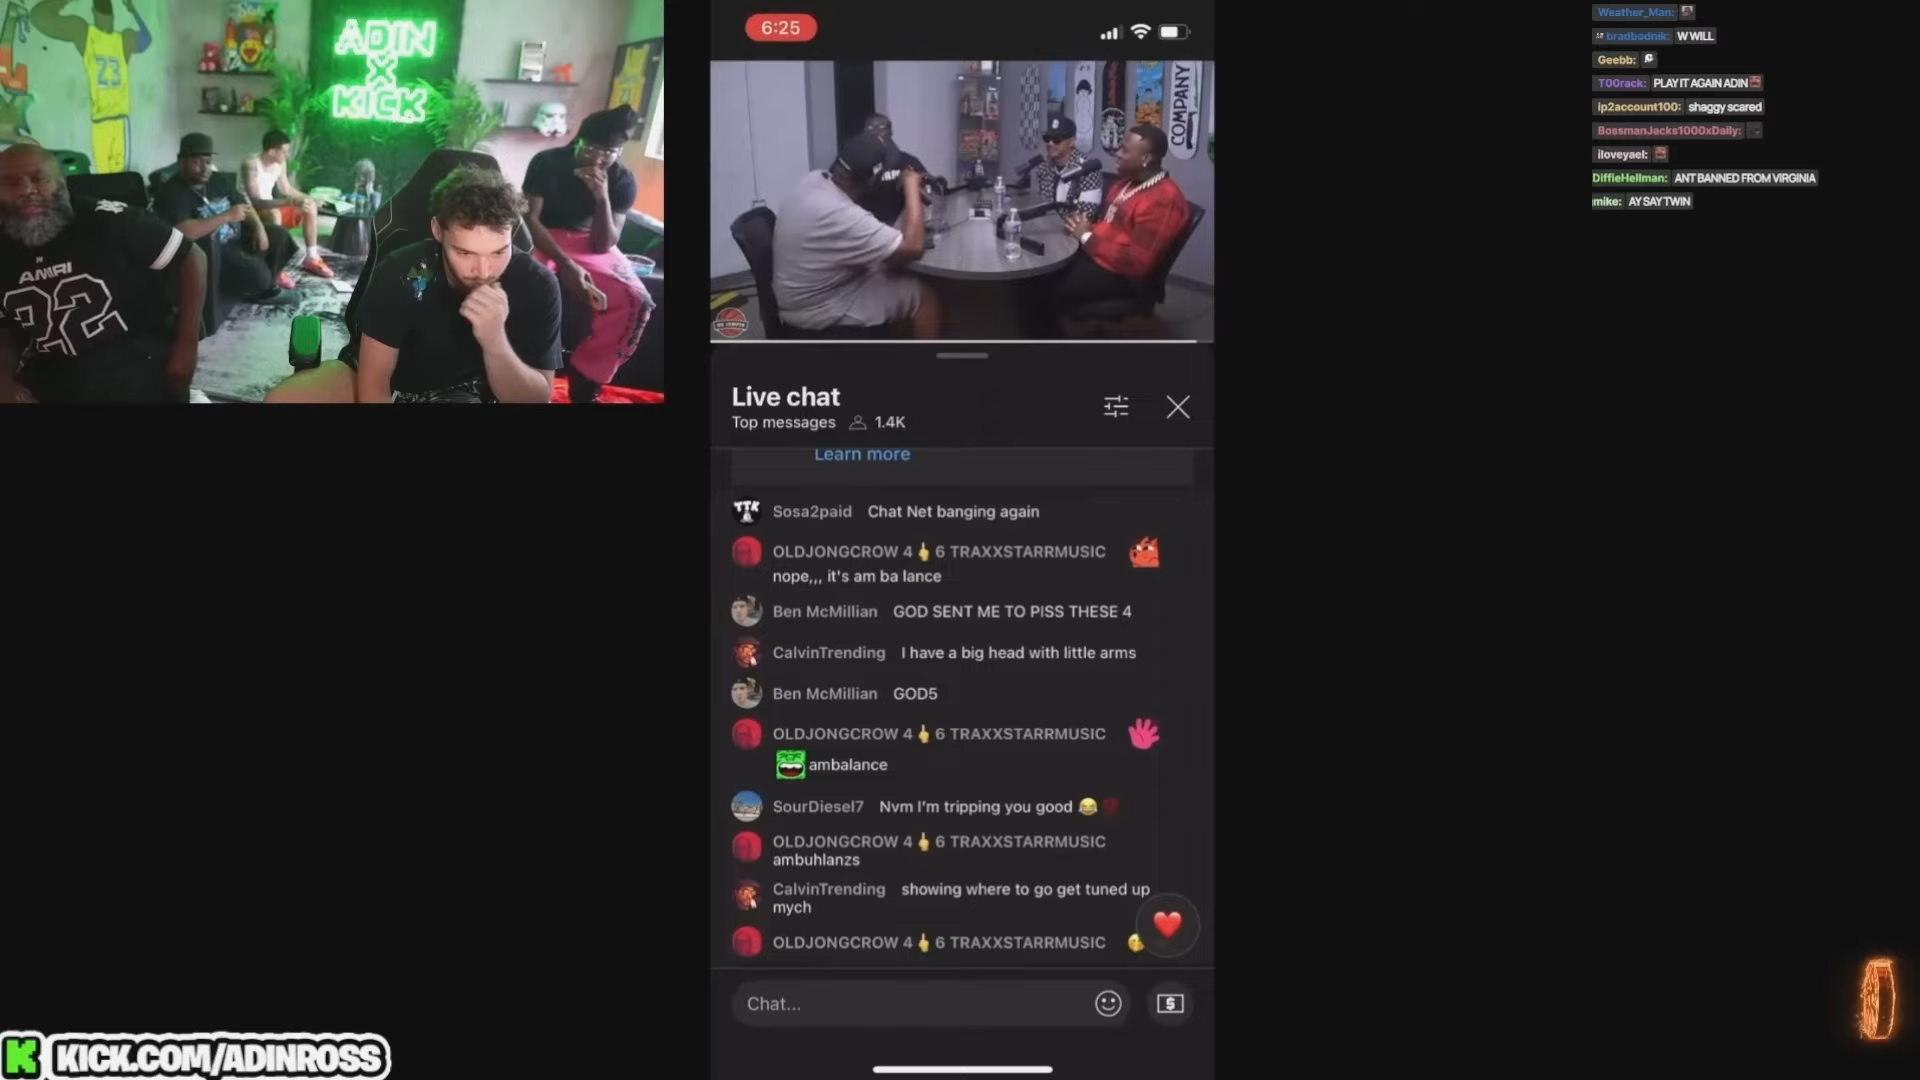 ADIN
X
KICK
23
AMIRI
22
6:25
COMPANY
Live chat
Top messages 1.4K
Learn more
Sosa2paid Chat Net banging again
OLDJONGCROW 4🖕6 TRAXXSTARRMUSIC
nope,,, it's am ba lance
Ben McMillian GOD SENT ME TO PISS THESE 4
CalvinTrending I have a big head with little arms
Ben McMillian GOD5
OLDJONGCROW 4🖕6 TRAXXSTARRMUSIC
ambalance
SourDiesel7 Nvm I'm tripping you good 😂
OLDJONGCROW 4🖕6 TRAXXSTARRMUSIC
ambuhlanzs
CalvinTrending showing where to go get tuned up
mych
OLDJONGCROW 4🖕6 TRAXXSTARRMUSIC
Chat...
Weather_Man:
bradbodnik: W WILL
Geebb:
T00rack: PLAY IT AGAIN ADIN
ip2account100: shaggy scared
BossmanJacks1000xDaily:
iloveyael:
DiffieHellman: ANT BANNED FROM VIRGINIA
mike: AY SAY TWIN
K KICK.COM/ADINROSS